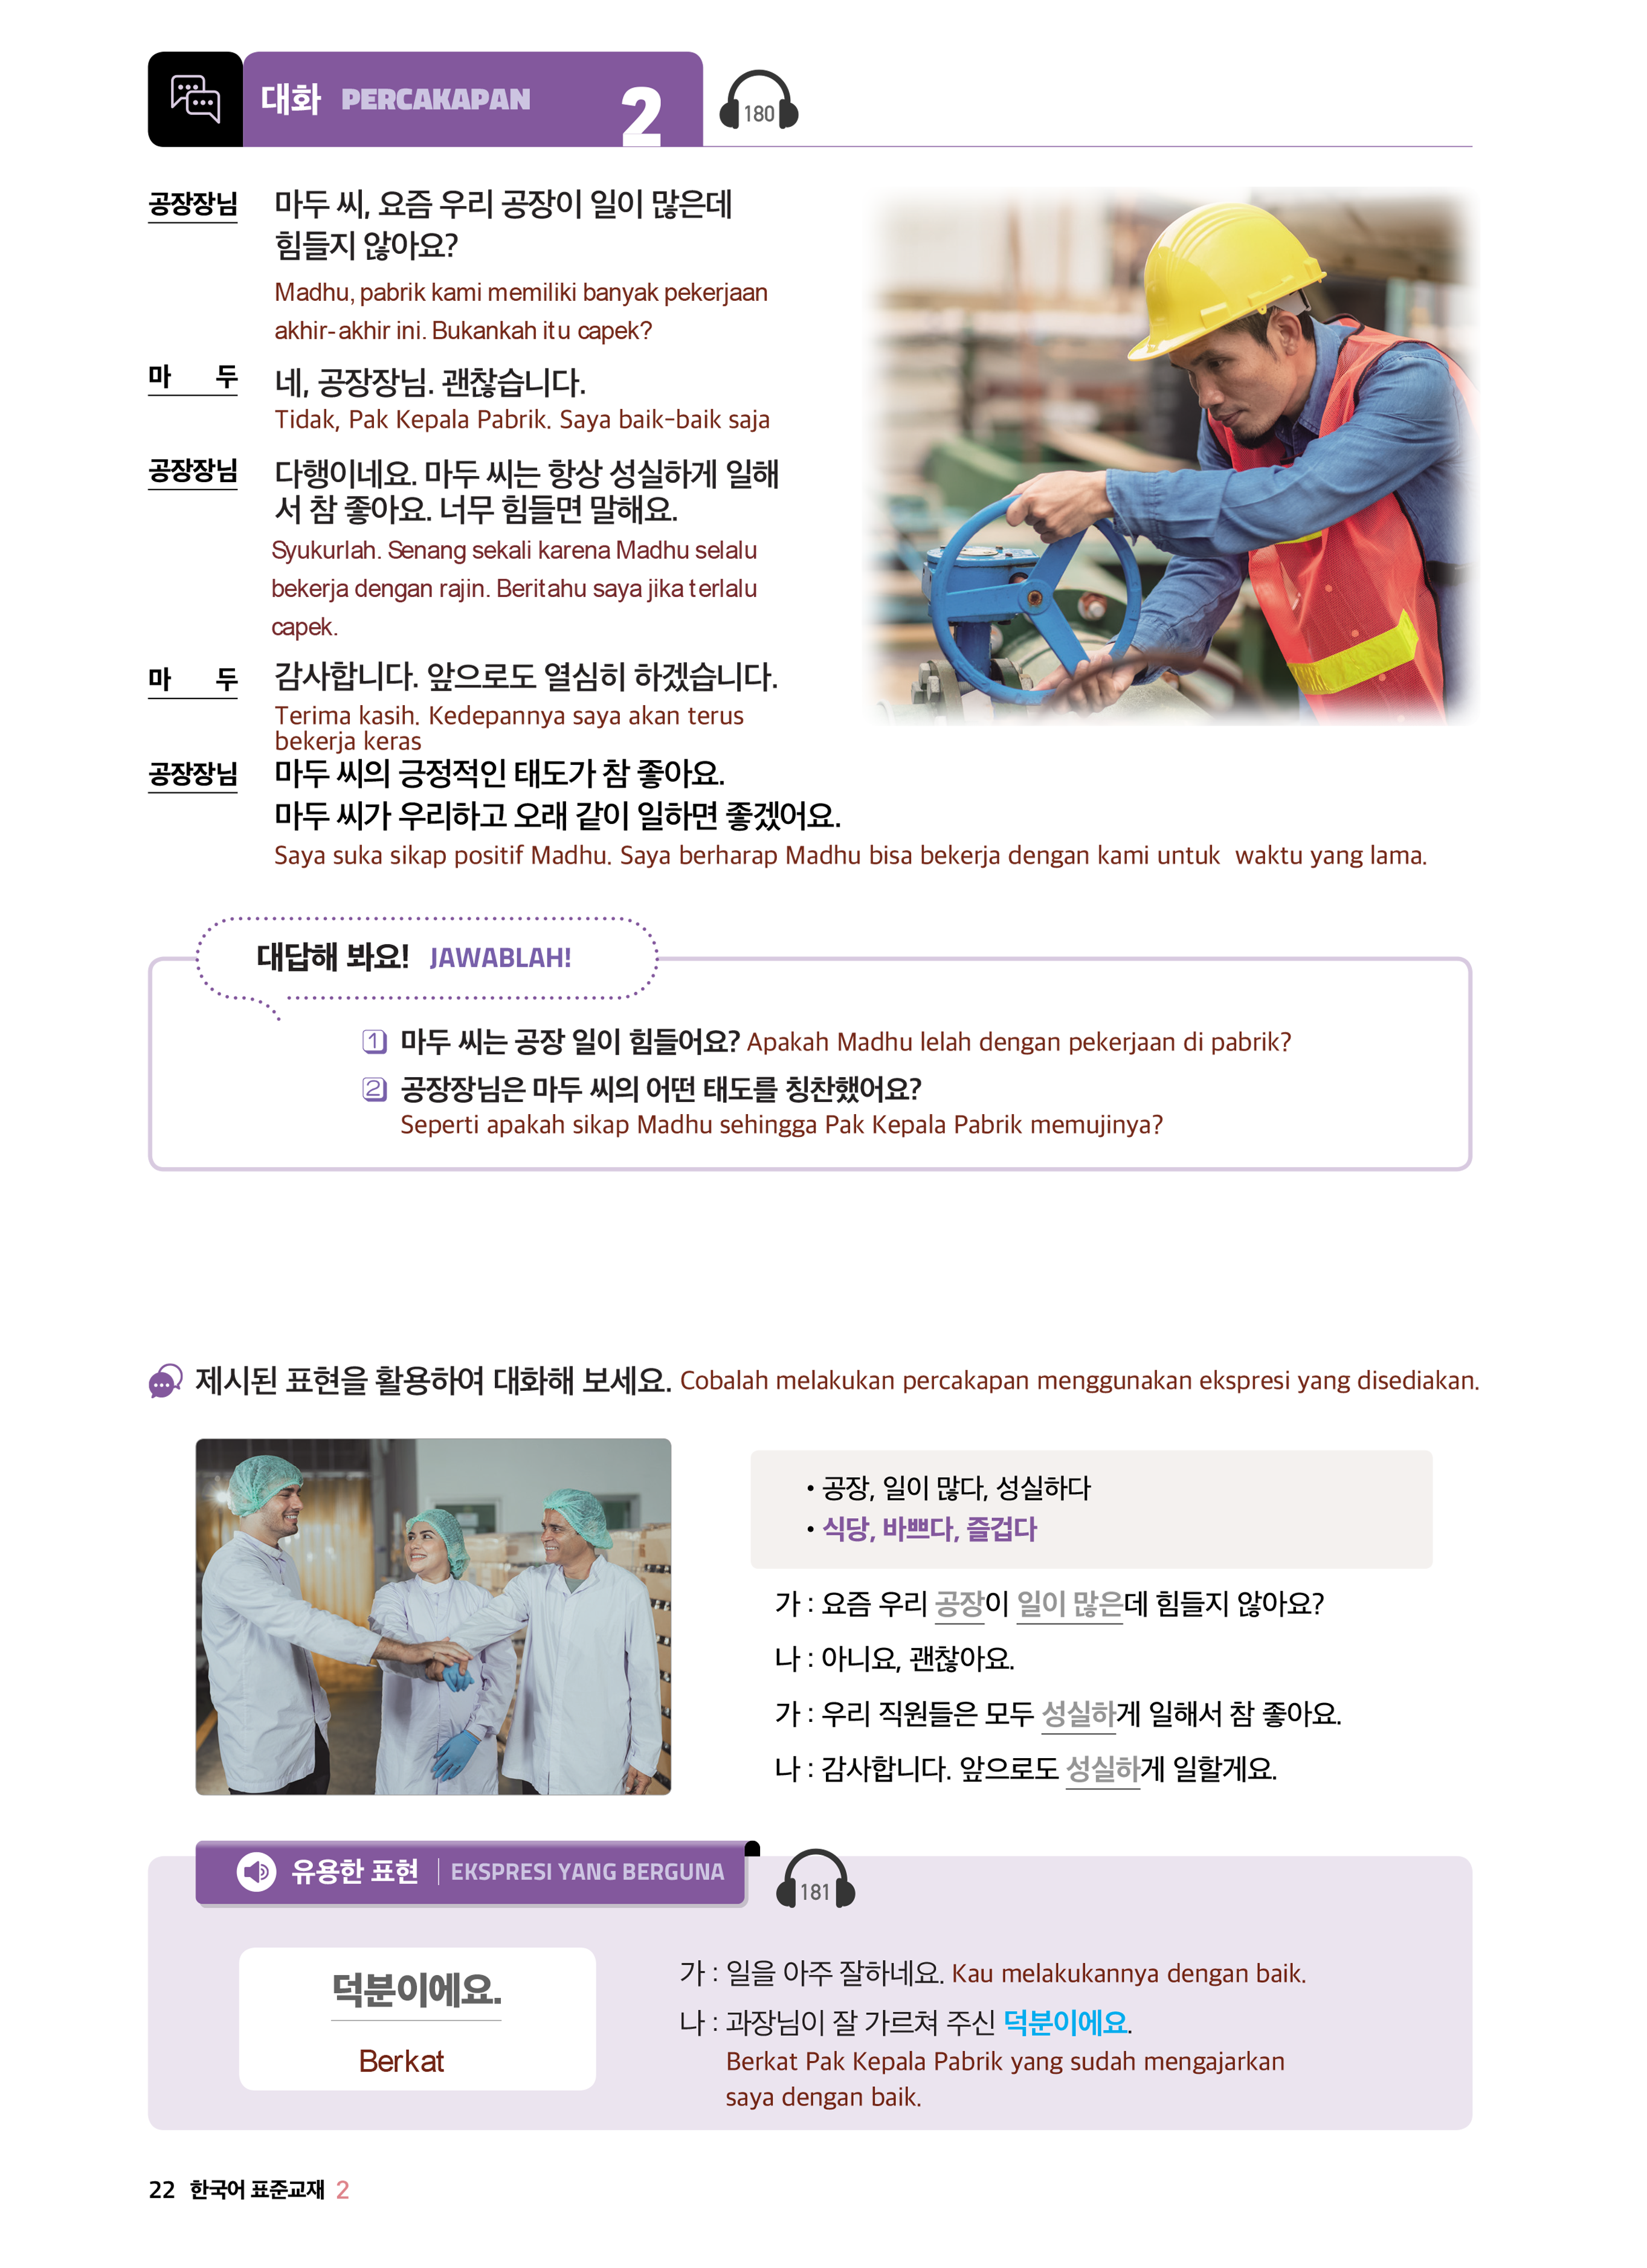 대화 PERCAKAPAN 2
180
공장장님 마두 씨, 요즘 우리 공장이 일이 많은데
힘들지 않아요?
Madhu, pabrik kami memiliki banyak pekerjaan
akhir-akhir ini. Bukankah itu capek?
마 두 네, 공장장님. 괜찮습니다.
Tidak, Pak Kepala Pabrik. Saya baik-baik saja
공장장님 다행이네요. 마두 씨는 항상 성실하게 일해
서 참 좋아요. 너무 힘들면 말해요.
Syukurlah. Senang sekali karena Madhu selalu
bekerja dengan rajin. Beritahu saya jika terlalu
capek.
마 두 감사합니다. 앞으로도 열심히 하겠습니다.
Terima kasih. Kedepannya saya akan terus
bekerja keras
공장장님 마두 씨의 긍정적인 태도가 참 좋아요.
마두 씨가 우리하고 오래 같이 일하면 좋겠어요.
Saya suka sikap positif Madhu. Saya berharap Madhu bisa bekerja dengan kami untuk waktu yang lama.
대답해 봐요! JAWABLAH!
1 마두 씨는 공장 일이 힘들어요? Apakah Madhu lelah dengan pekerjaan di pabrik?
2 공장장님은 마두 씨의 어떤 태도를 칭찬했어요?
Seperti apakah sikap Madhu sehingga Pak Kepala Pabrik memujinya?
제시된 표현을 활용하여 대화해 보세요. Cobalah melakukan percakapan menggunakan ekspresi yang disediakan.
• 공장, 일이 많다, 성실하다
• 식당, 바쁘다, 즐겁다
가 : 요즘 우리 공장이 일이 많은데 힘들지 않아요?
나 : 아니요, 괜찮아요.
가 : 우리 직원들은 모두 성실하게 일해서 참 좋아요.
나 : 감사합니다. 앞으로도 성실하게 일할게요.
유용한 표현 EKSPRESI YANG BERGUNA
181
덕분이에요.
Berkat
가 : 일을 아주 잘하네요. Kau melakukannya dengan baik.
나 : 과장님이 잘 가르쳐 주신 덕분이에요.
Berkat Pak Kepala Pabrik yang sudah mengajarkan
saya dengan baik.
22 한국어 표준교재 2